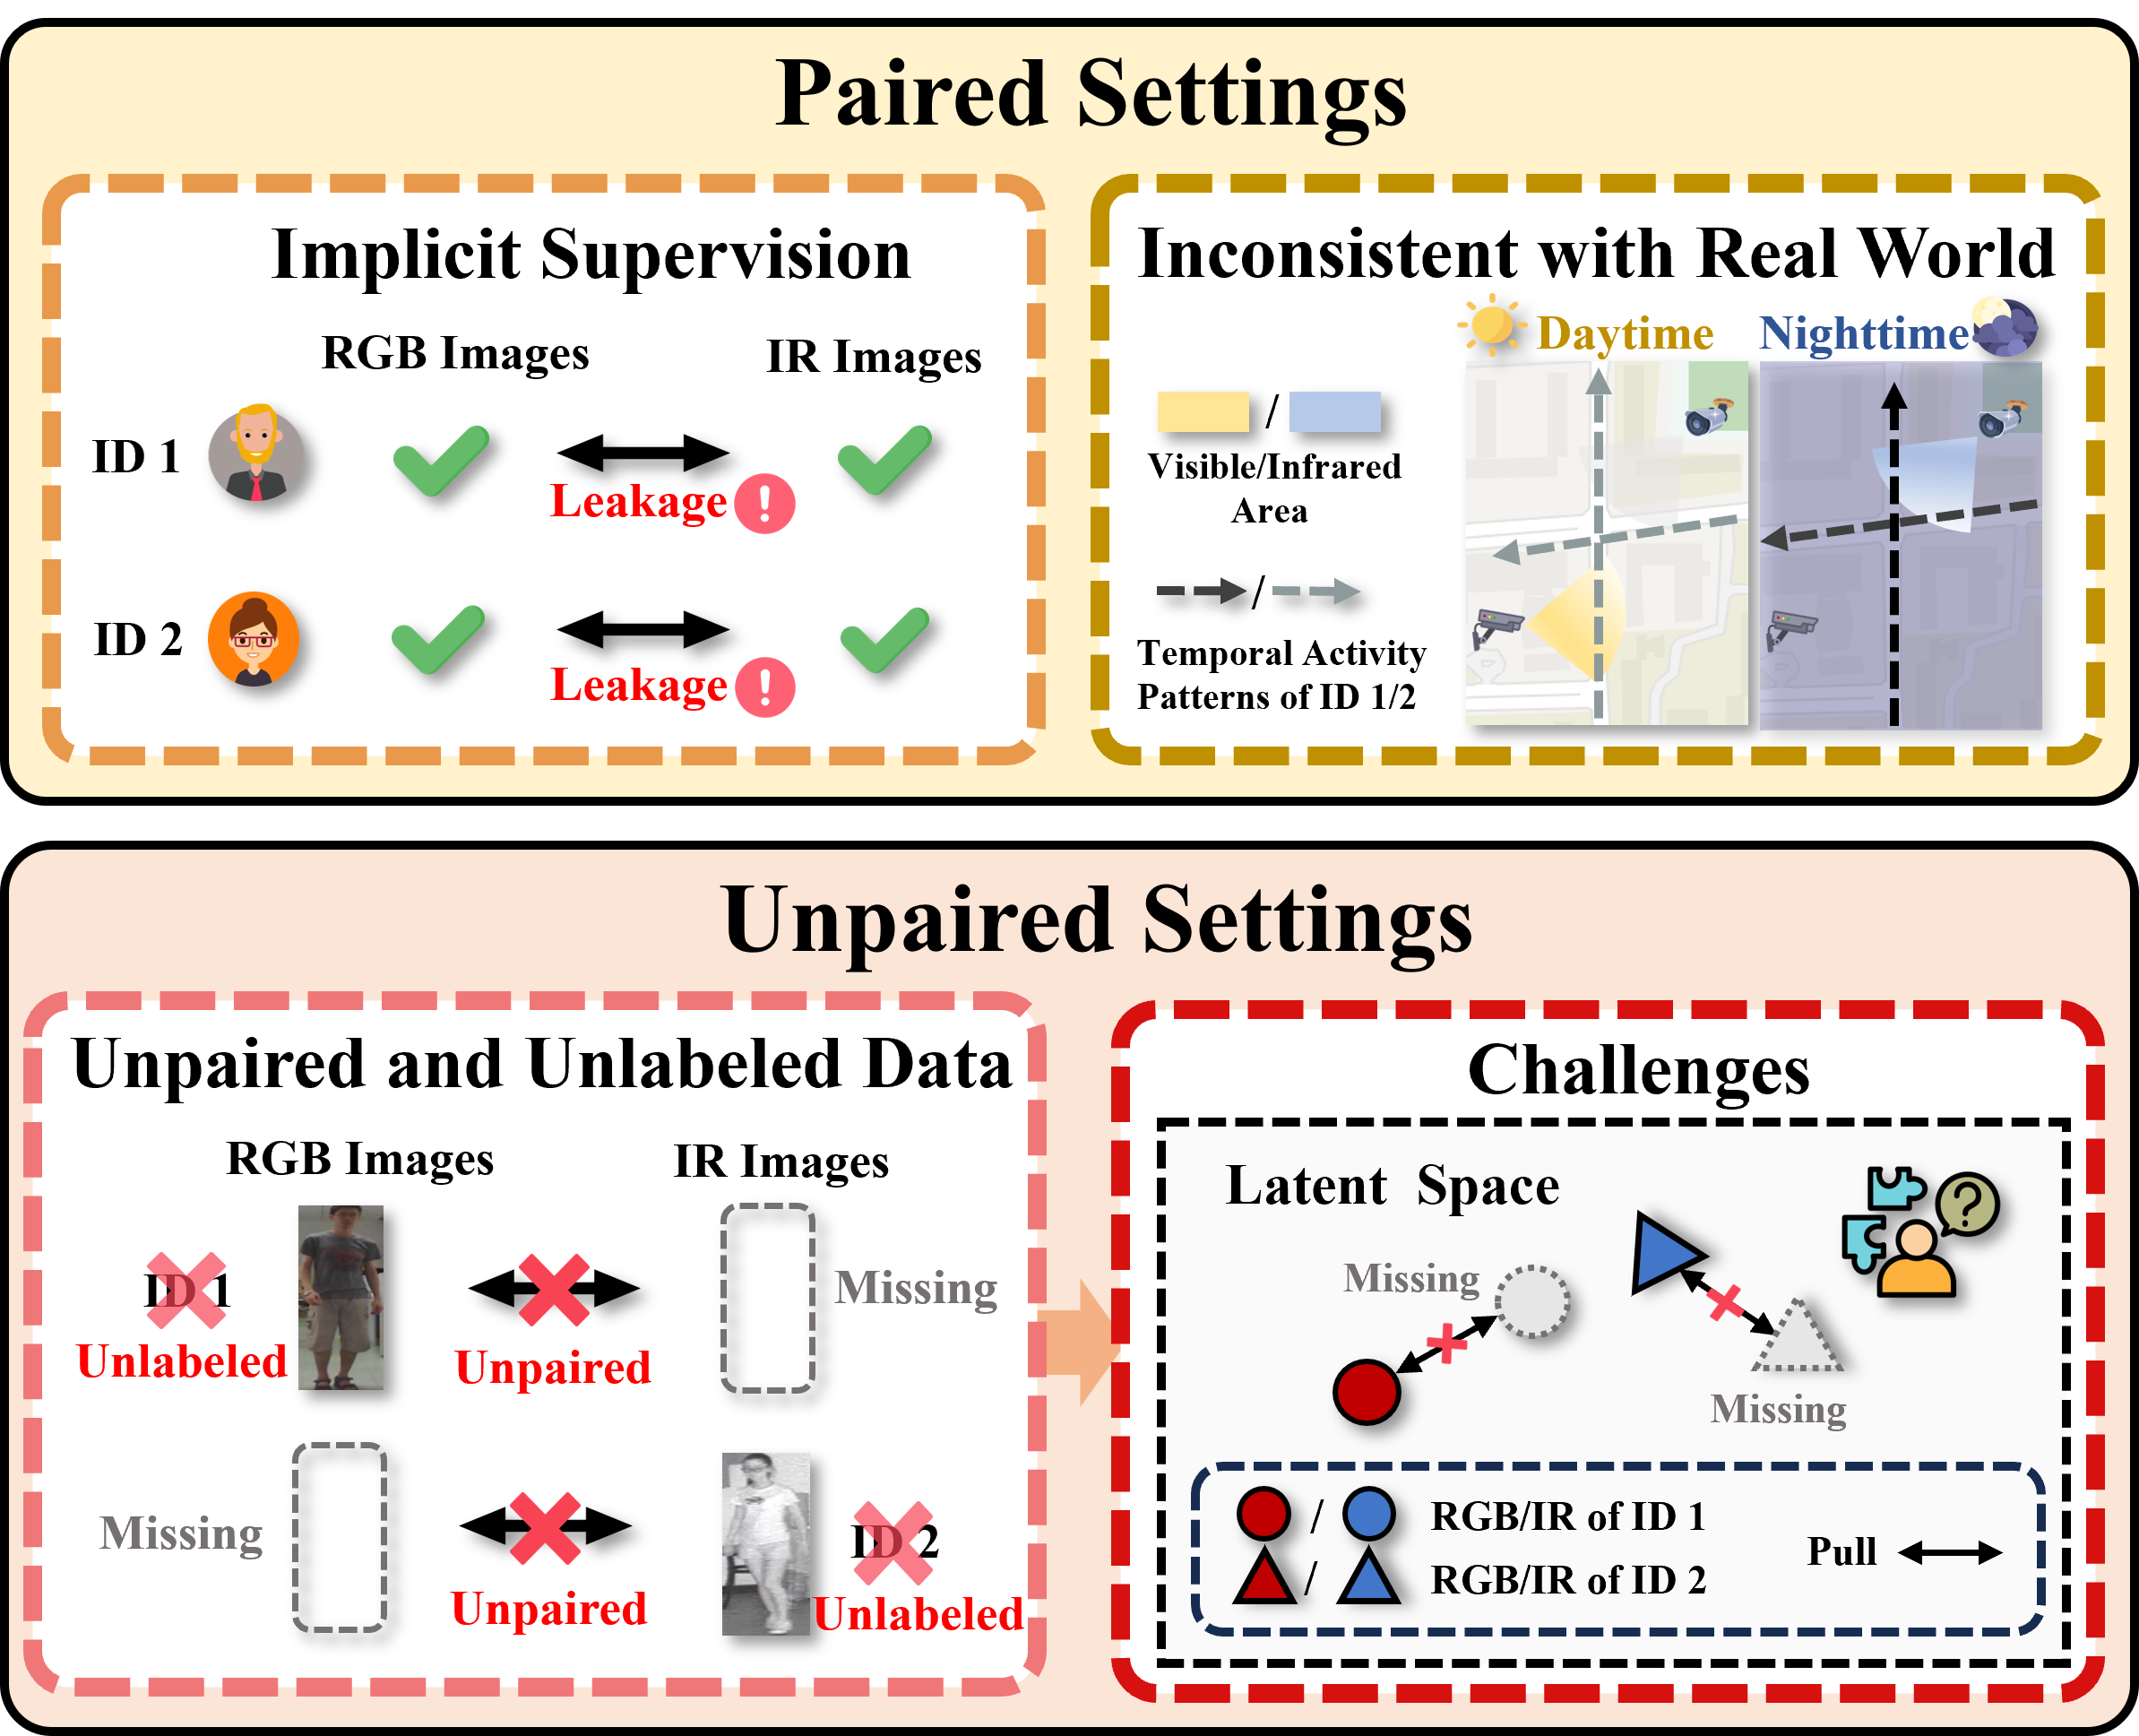 Paired Settings
Implicit Supervision
RGB Images
IR Images
ID 1
Leakage
ID 2
Leakage
Inconsistent with Real World
Daytime
Nighttime
/
Visible/Infrared
Area
/
Temporal Activity
Patterns of ID 1/2
Unpaired Settings
Unpaired and Unlabeled Data
RGB Images
IR Images
ID 1
Unlabeled
Unpaired
Missing
Missing
Unpaired
ID 2
Unlabeled
Challenges
Latent Space
Missing
Missing
/ RGB/IR of ID 1
/ RGB/IR of ID 2
Pull